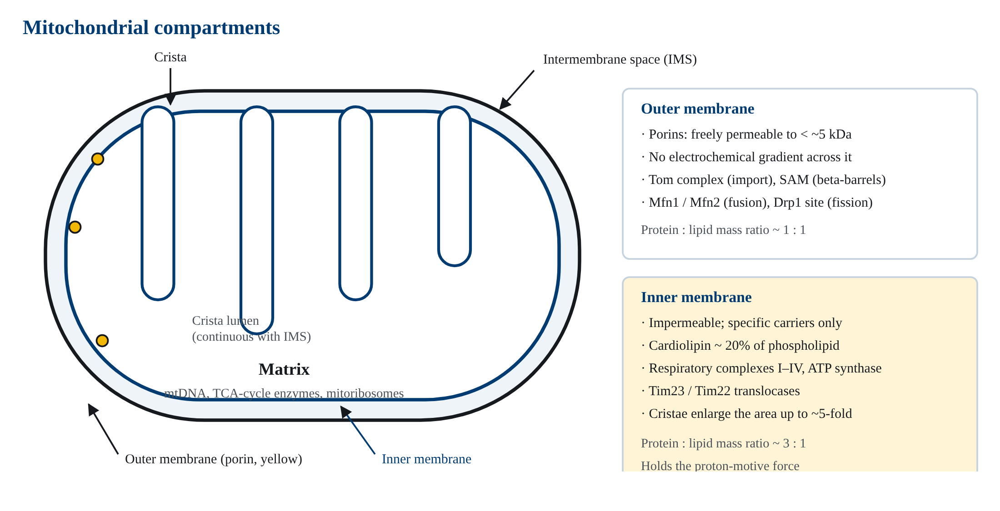 Mitochondrial compartments
Crista
Intermembrane space (IMS)
Crista lumen
(continuous with IMS)
Matrix
mtDNA, TCA-cycle enzymes, mitoribosomes
Outer membrane (porin, yellow)
Inner membrane
Outer membrane
· Porins: freely permeable to < ~5 kDa
· No electrochemical gradient across it
· Tom complex (import), SAM (beta-barrels)
· Mfn1 / Mfn2 (fusion), Drp1 site (fission)
Protein : lipid mass ratio ~ 1 : 1
Inner membrane
· Impermeable; specific carriers only
· Cardiolipin ~ 20% of phospholipid
· Respiratory complexes I–IV, ATP synthase
· Tim23 / Tim22 translocases
· Cristae enlarge the area up to ~5-fold
Protein : lipid mass ratio ~ 3 : 1
Holds the proton-motive force